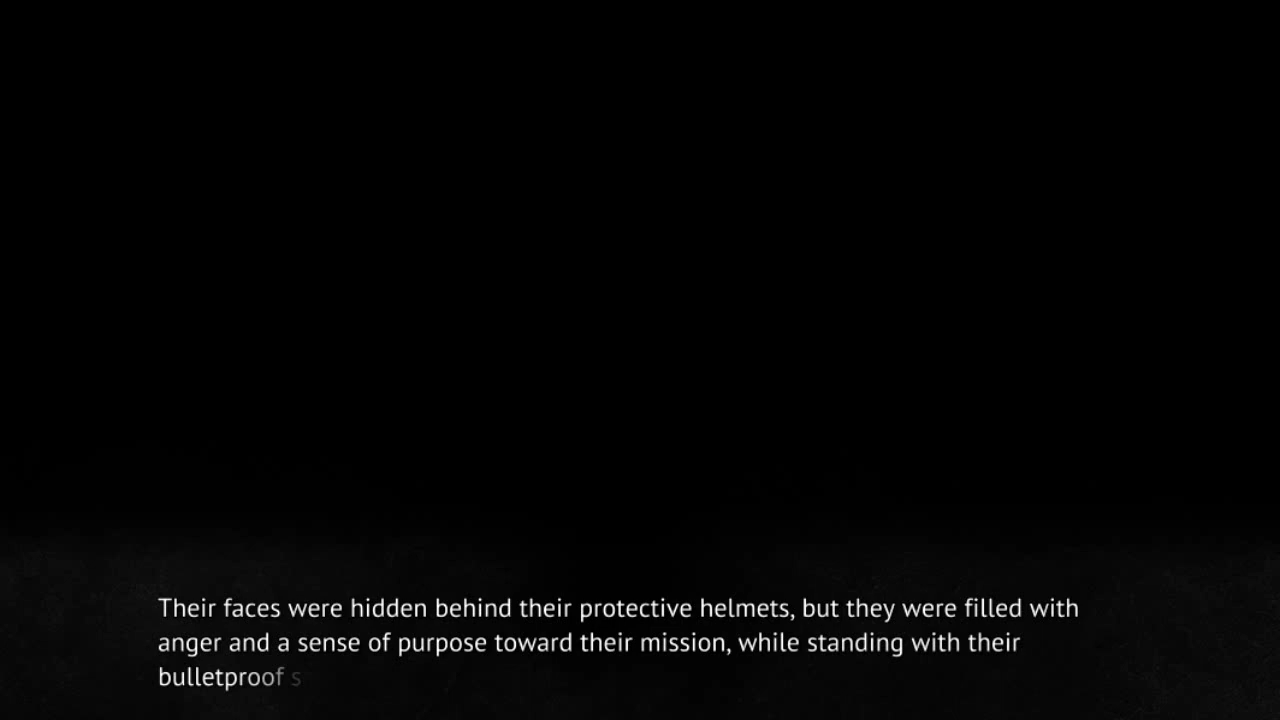 Their faces were hidden behind their protective helmets, but they were filled with
anger and a sense of purpose toward their mission, while standing with their
bulletproof s